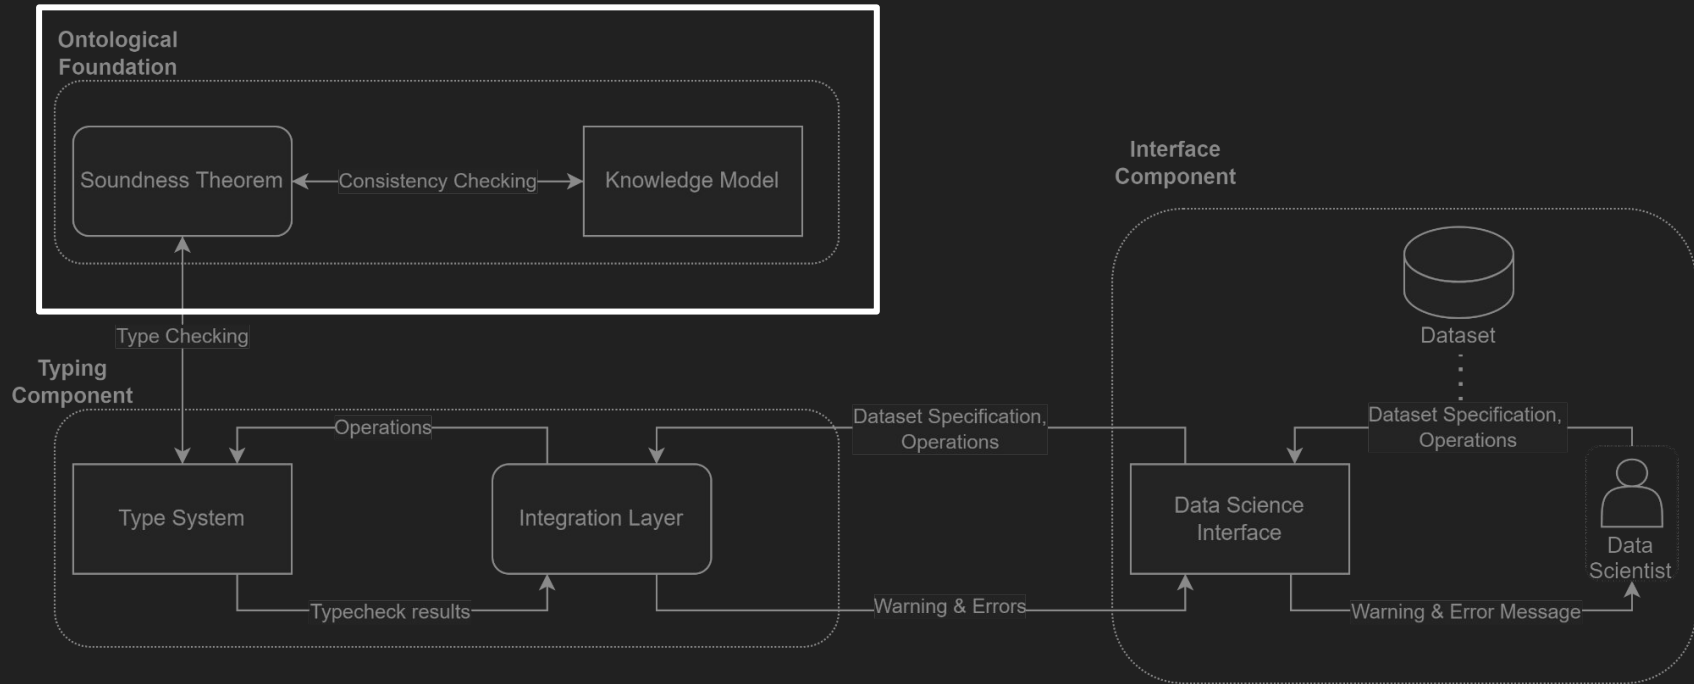 Ontological
Foundation
Soundness Theorem
Consistency Checking
Knowledge Model
Interface
Component
Dataset
Type Checking
Typing
Component
Operations
Dataset Specification,
Operations
Dataset Specification,
Operations
Type System
Integration Layer
Data Science
Interface
Data
Scientist
Typecheck results
Warning & Errors
Warning & Error Message